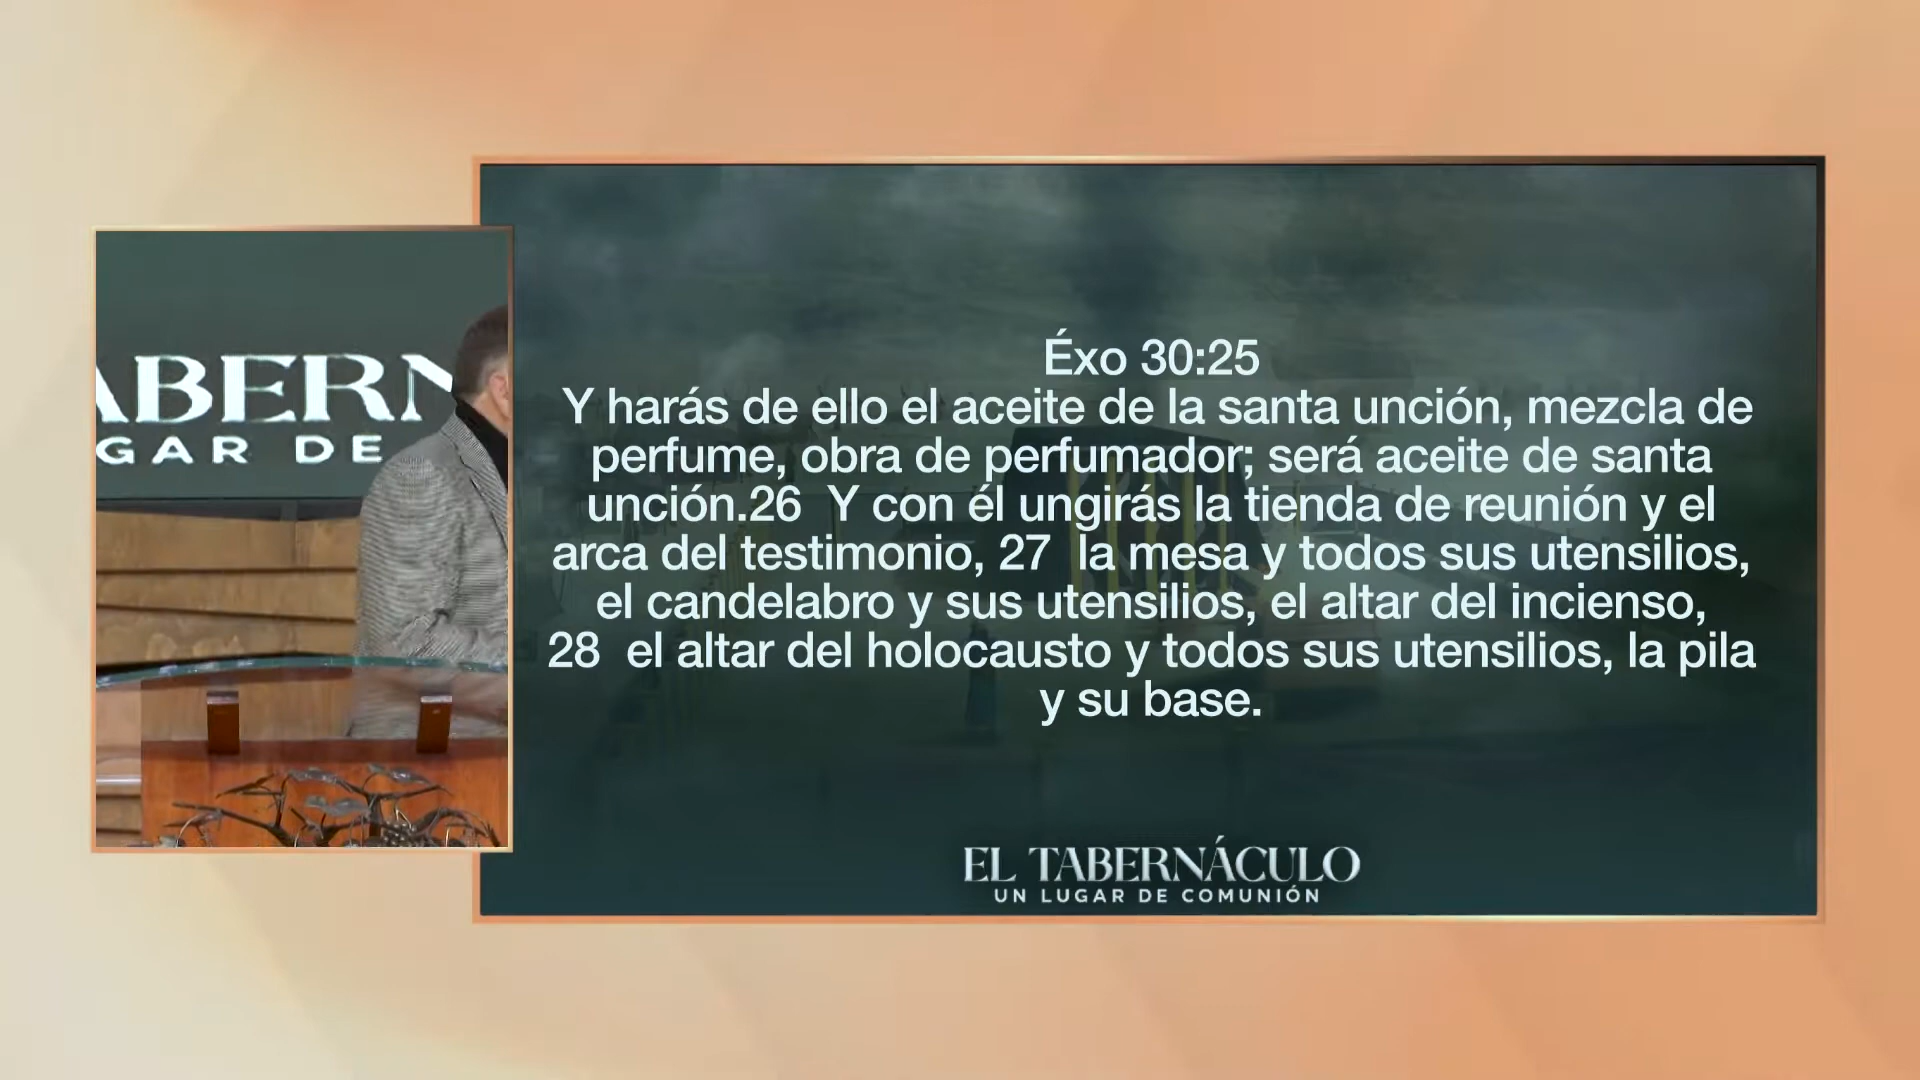 ABERN
GAR DE
Éxo 30:25
Y harás de ello el aceite de la santa unción, mezcla de
perfume, obra de perfumador; será aceite de santa
unción.26  Y con él ungirás la tienda de reunión y el
arca del testimonio, 27  la mesa y todos sus utensilios,
el candelabro y sus utensilios, el altar del incienso,
28  el altar del holocausto y todos sus utensilios, la pila
y su base.
EL TABERNÁCULO
UN LUGAR DE COMUNIÓN